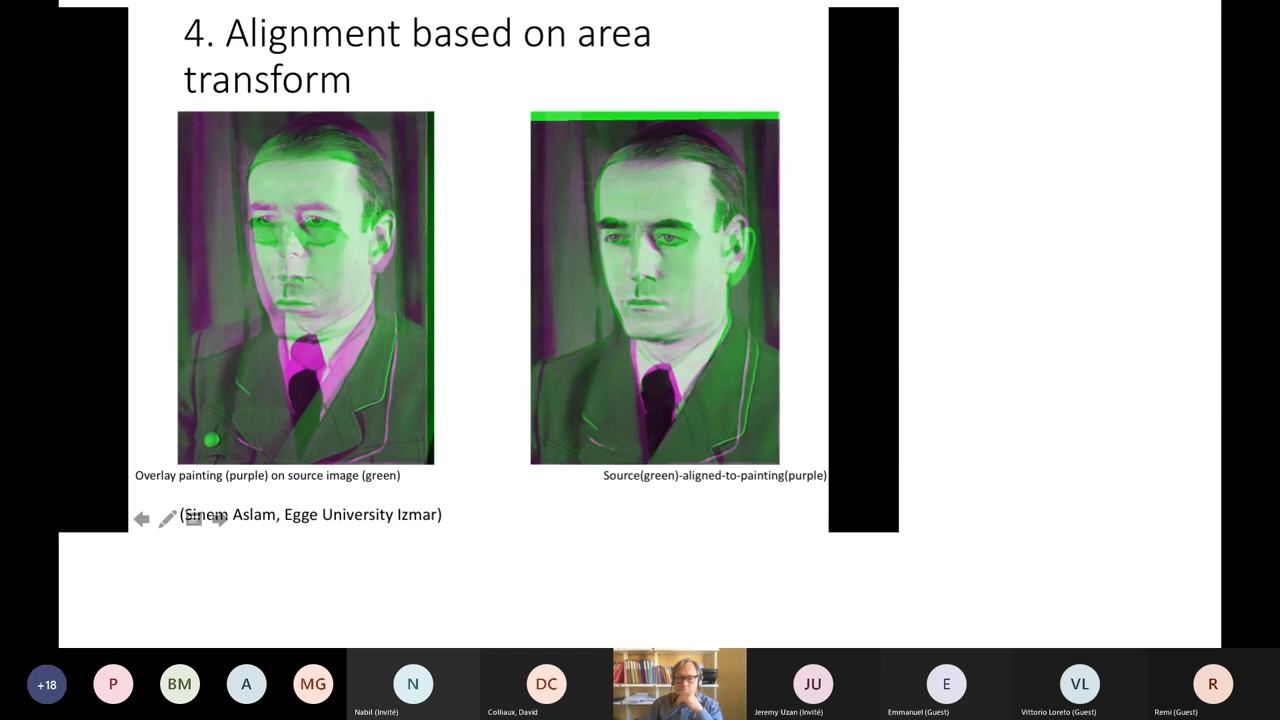 4. Alignment based on area
transform
Overlay painting (purple) on source image (green)
Source(green)-aligned-to-painting(purple)
(Sinem Aslam, Egge University Izmar)
+18
P
BM
A
MG
N
DC
JU
E
VL
R
Nabil (Invité)
Colliaux, David
Jeremy Uzan (Invité)
Emmanuel (Guest)
Vittorio Loreto (Guest)
Remi (Guest)